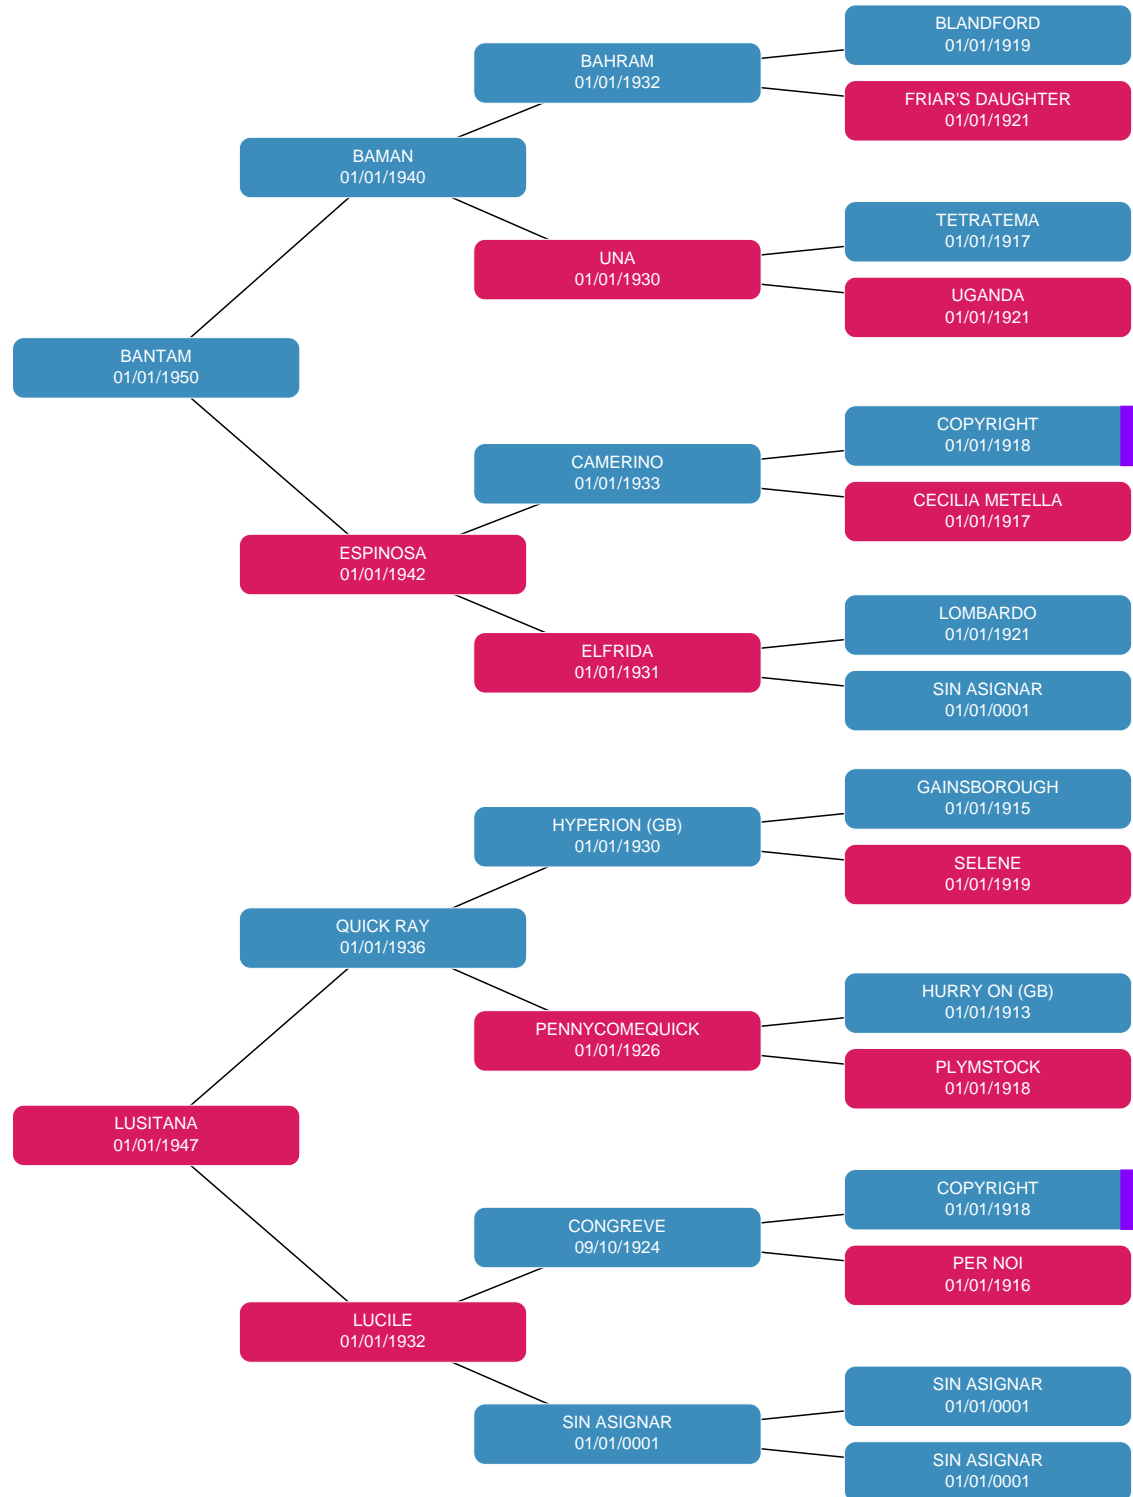 BLANDFORD
01/01/1919
BAHRAM
01/01/1932
FRIAR'S DAUGHTER
01/01/1921
BAMAN
01/01/1940
TETRATEMA
01/01/1917
UNA
01/01/1930
UGANDA
01/01/1921
BANTAM
01/01/1950
COPYRIGHT
01/01/1918
CAMERINO
01/01/1933
CECILIA METELLA
01/01/1917
ESPINOSA
01/01/1942
LOMBARDO
01/01/1921
ELFRIDA
01/01/1931
SIN ASIGNAR
01/01/0001
GAINSBOROUGH
01/01/1915
HYPERION (GB)
01/01/1930
SELENE
01/01/1919
QUICK RAY
01/01/1936
HURRY ON (GB)
01/01/1913
PENNYCOMEQUICK
01/01/1926
PLYMSTOCK
01/01/1918
LUSITANA
01/01/1947
COPYRIGHT
01/01/1918
CONGREVE
09/10/1924
PER NOI
01/01/1916
LUCILE
01/01/1932
SIN ASIGNAR
01/01/0001
SIN ASIGNAR
01/01/0001
SIN ASIGNAR
01/01/0001